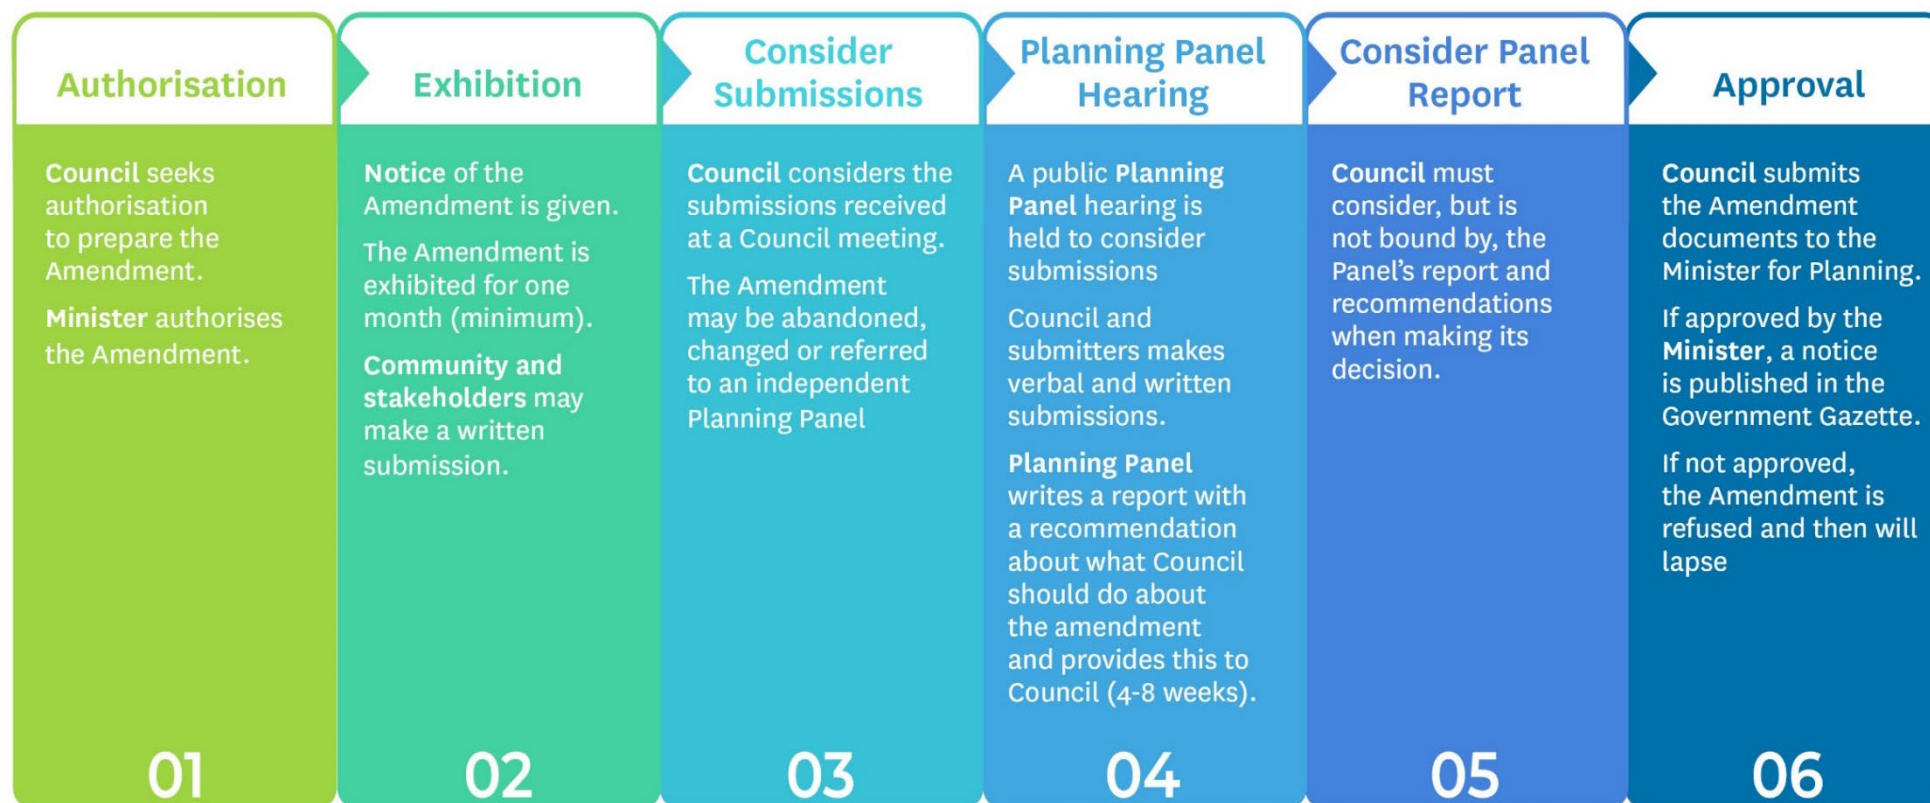 Authorisation
Council seeks
authorisation
to prepare the
Amendment.
Minister authorises
the Amendment.
01
Exhibition
Notice of the
Amendment is given.
The Amendment is
exhibited for one
month (minimum).
Community and
stakeholders may
make a written
submission.
02
Consider
Submissions
Council considers the
submissions received
at a Council meeting.
The Amendment
may be abandoned,
changed or referred
to an independent
Planning Panel
03
Planning Panel
Hearing
A public Planning
Panel hearing is
held to consider
submissions
Council and
submitters makes
verbal and written
submissions.
Planning Panel
writes a report with
a recommendation
about what Council
should do about
the amendment
and provides this to
Council (4-8 weeks).
04
Consider Panel
Report
Council must
consider, but is
not bound by, the
Panel's report and
recommendations
when making its
decision.
05
Approval
Council submits
the Amendment
documents to the
Minister for Planning.
If approved by the
Minister, a notice
is published in the
Government Gazette.
If not approved,
the Amendment is
refused and then will
lapse
06